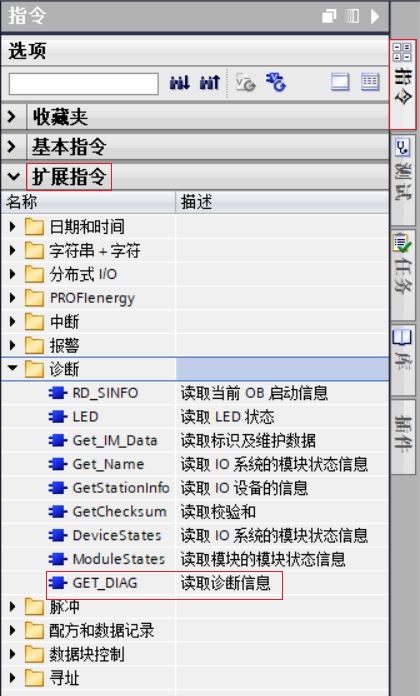 指令
选项
收藏夹
基本指令
扩展指令
名称 描述
日期和时间
字符串 + 字符
分布式 I/O
PROFIenergy
中断
报警
诊断
RD_SINFO 读取当前 OB 启动信息
LED 读取 LED 状态
Get_IM_Data 读取标识及维护数据
Get_Name 读取 IO 系统的模块状态信息
GetStationInfo 读取 IO 设备的信息
GetChecksum 读取校验和
DeviceStates 读取 IO 系统的模块状态信息
ModuleStates 读取模块的模块状态信息
GET_DIAG 读取诊断信息
脉冲
配方和数据记录
数据块控制
寻址
指令
测试
任务
库
插件